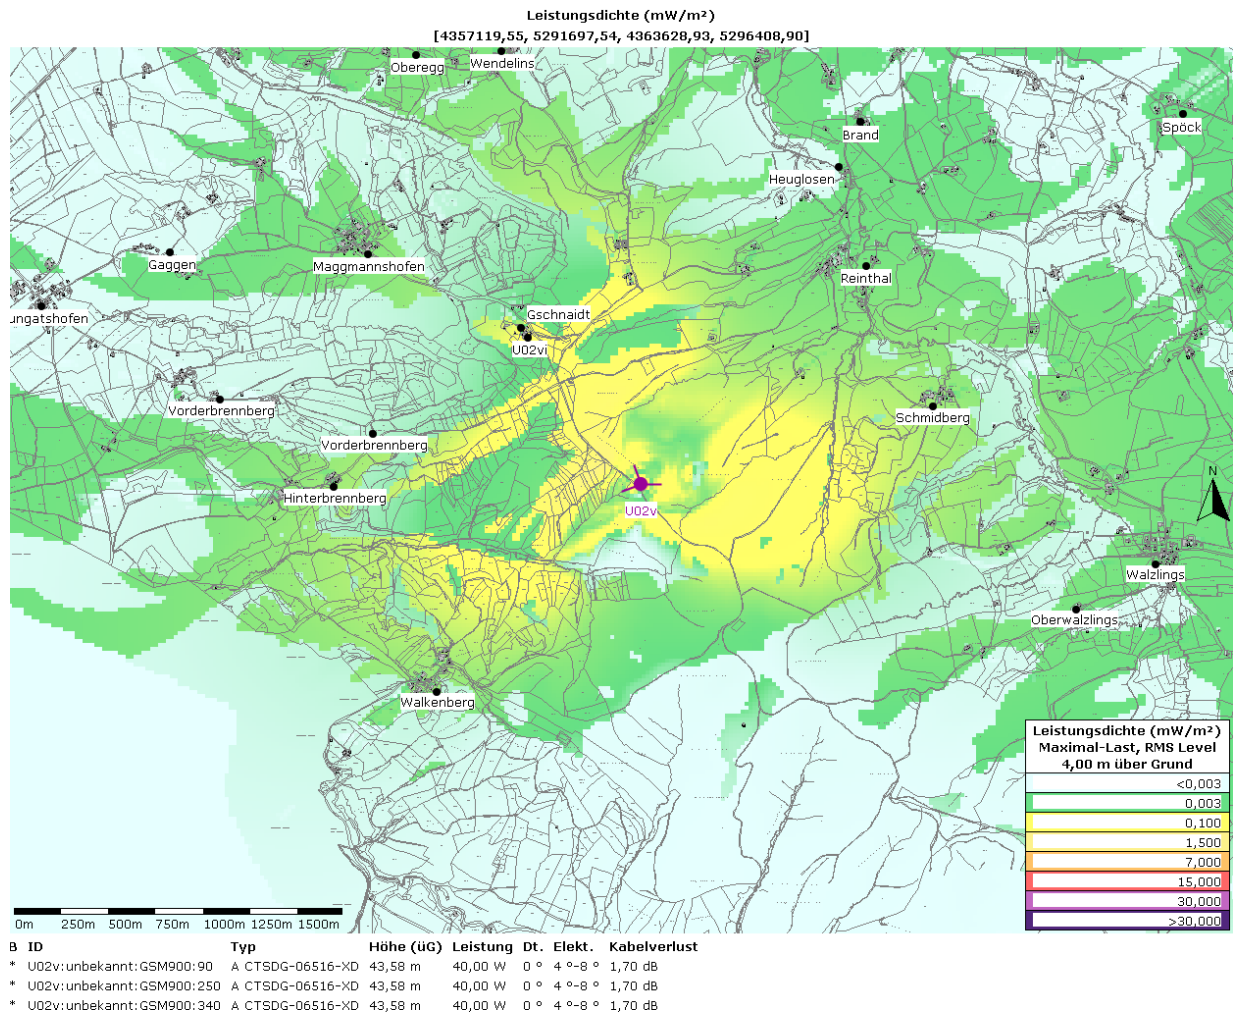 Leistungsdichte (mW/m²)
[4357119,55, 5291697,54, 4363628,93, 5296408,90]
Oberegg
Wendelins
Brand
Spöck
Heuglosen
Gaggen
Maggmannshofen
Reinthal
ungatshofen
Gschnaidt
U02vi
Vorderbrennberg
Schmidberg
Vorderbrennberg
Hinterbrennberg
N
U02v
Walzlings
Oberwalzlings
Walkenberg
Leistungsdichte (mW/m²)
Maximal-Last, RMS Level
4,00 m über Grund
<0,003
0,003
0,100
1,500
7,000
15,000
30,000
>30,000
0m 250m 500m 750m 1000m 1250m 1500m
B ID Typ Höhe (üG) Leistung Dt. Elekt. Kabelverlust
* U02v:unbekannt:GSM900:90 A CTSDG-06516-XD 43,58 m 40,00 W 0 º 4 º-8 º 1,70 dB
* U02v:unbekannt:GSM900:250 A CTSDG-06516-XD 43,58 m 40,00 W 0 º 4 º-8 º 1,70 dB
* U02v:unbekannt:GSM900:340 A CTSDG-06516-XD 43,58 m 40,00 W 0 º 4 º-8 º 1,70 dB